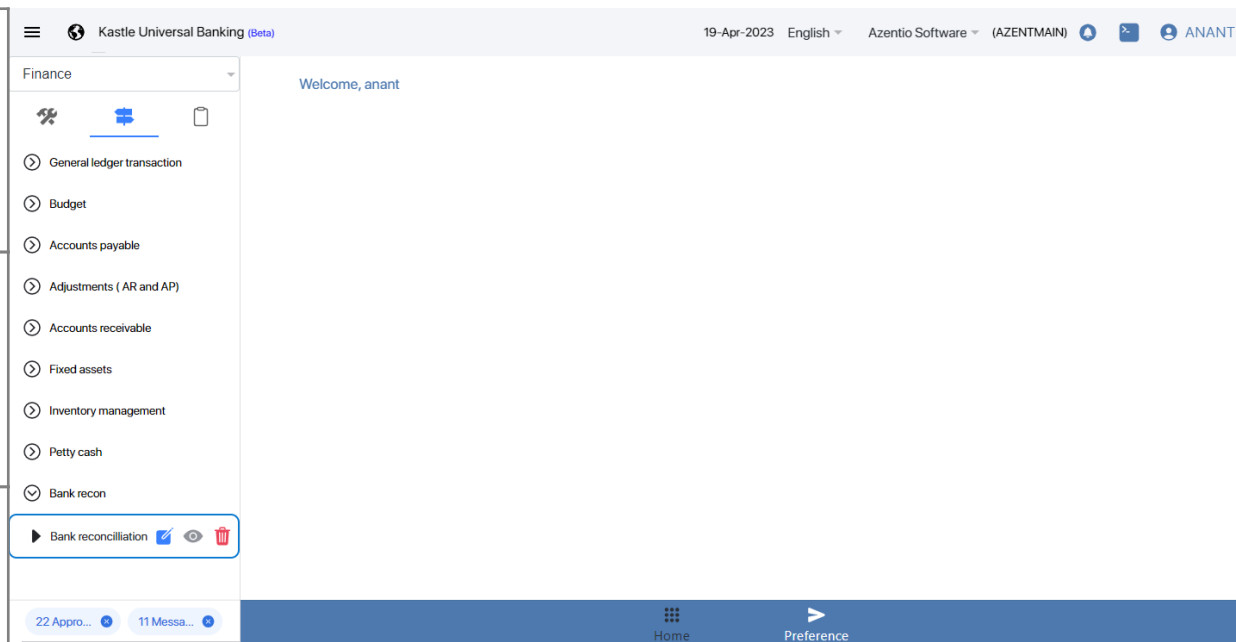 Kastle Universal Banking (Beta)
19-Apr-2023 English Azentio Software (AZENTMAIN) ANANT
Finance
Welcome, anant
General ledger transaction
Budget
Accounts payable
Adjustments ( AR and AP)
Accounts receivable
Fixed assets
Inventory management
Petty cash
Bank recon
Bank reconcilliation
22 Appro... 11 Messa...
Home Preference